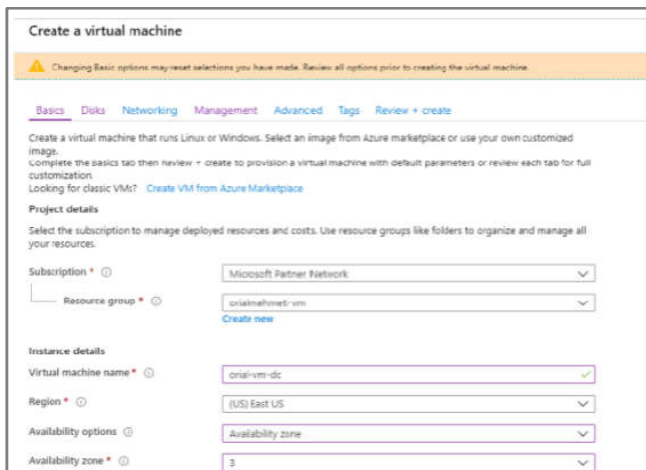 Create a virtual machine
Changing Basic options may reset selections you have made. Review all options prior to creating the virtual machine.
Basics Disks Networking Management Advanced Tags Review + create
Create a virtual machine that runs Linux or Windows. Select an image from Azure marketplace or use your own customized
image.
Complete the Basics tab then Review + create to provision a virtual machine with default parameters or review each tab for full
customization.
Looking for classic VMs? Create VM from Azure Marketplace
Project details
Select the subscription to manage deployed resources and costs. Use resource groups like folders to organize and manage all
your resources.
Subscription * Microsoft Partner Network
Resource group *
Create new
Instance details
Virtual machine name * orial-vm-dc
Region * (US) East US
Availability options Availability zone
Availability zone * 3